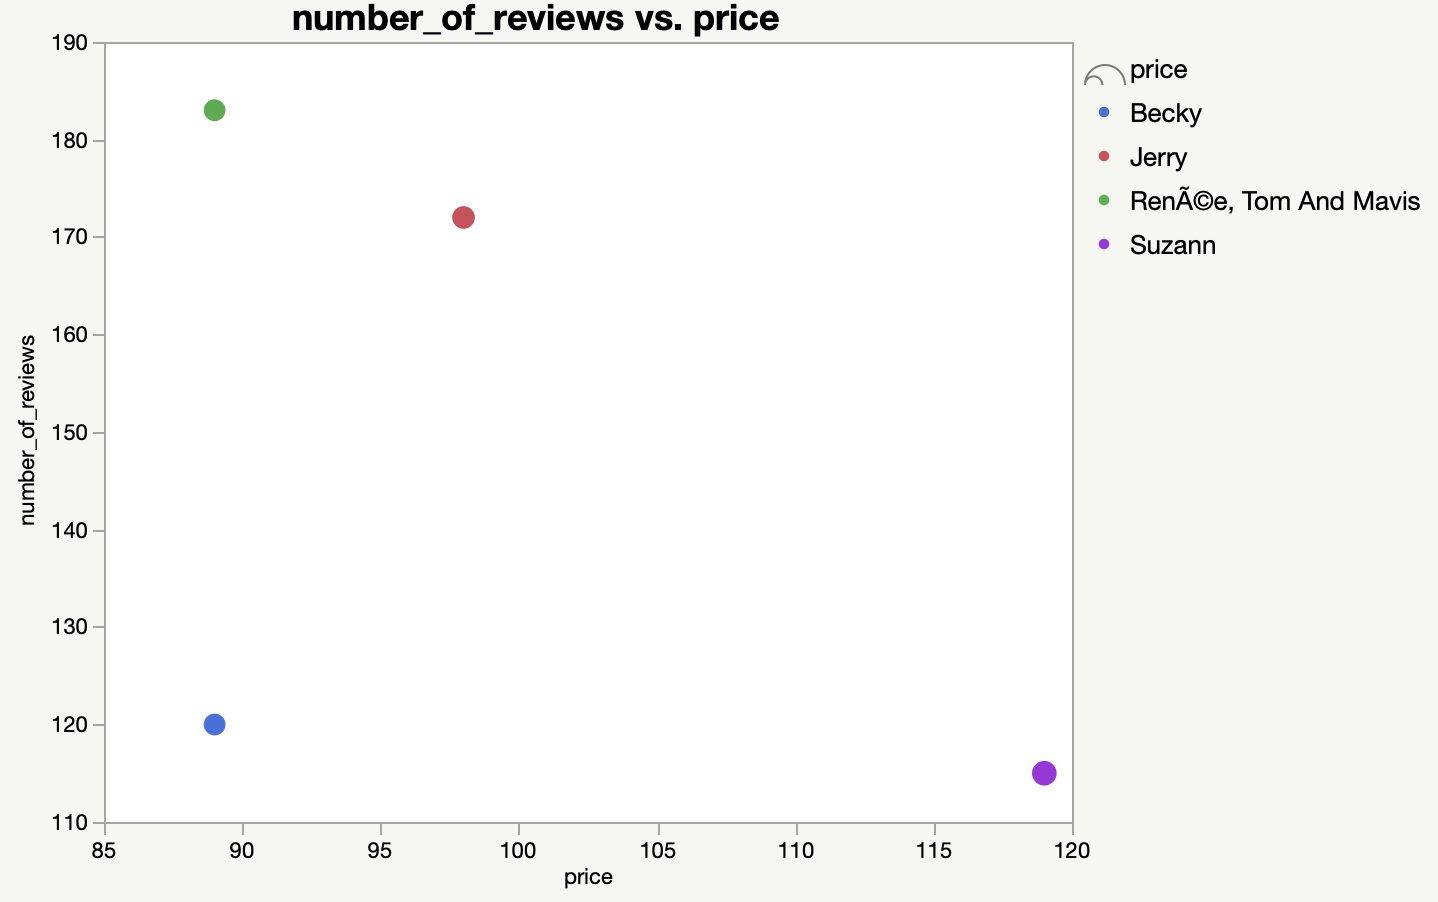 number_of_reviews vs. price
190
180
170
160
150
140
130
120
110
number_of_reviews
85 90 95 100 105 110 115 120
price
price
Becky
Jerry
RenÃ©e, Tom And Mavis
Suzann